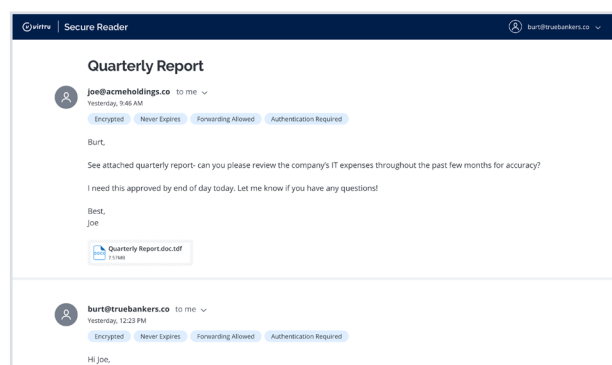 virtru | Secure Reader
burt@truebankers.co
Quarterly Report
joe@acmeholdings.co to me
Yesterday, 9:46 AM
Encrypted Never Expires Forwarding Allowed Authentication Required
Burt,
See attached quarterly report- can you please review the company's IT expenses throughout the past few months for accuracy?
I need this approved by end of day today. Let me know if you have any questions!
Best,
Joe
DOCX
Quarterly Report.doc.tdf
7.57MB
burt@truebankers.co to me
Yesterday, 12:23 PM
Encrypted Never Expires Forwarding Allowed Authentication Required
Hi Joe,